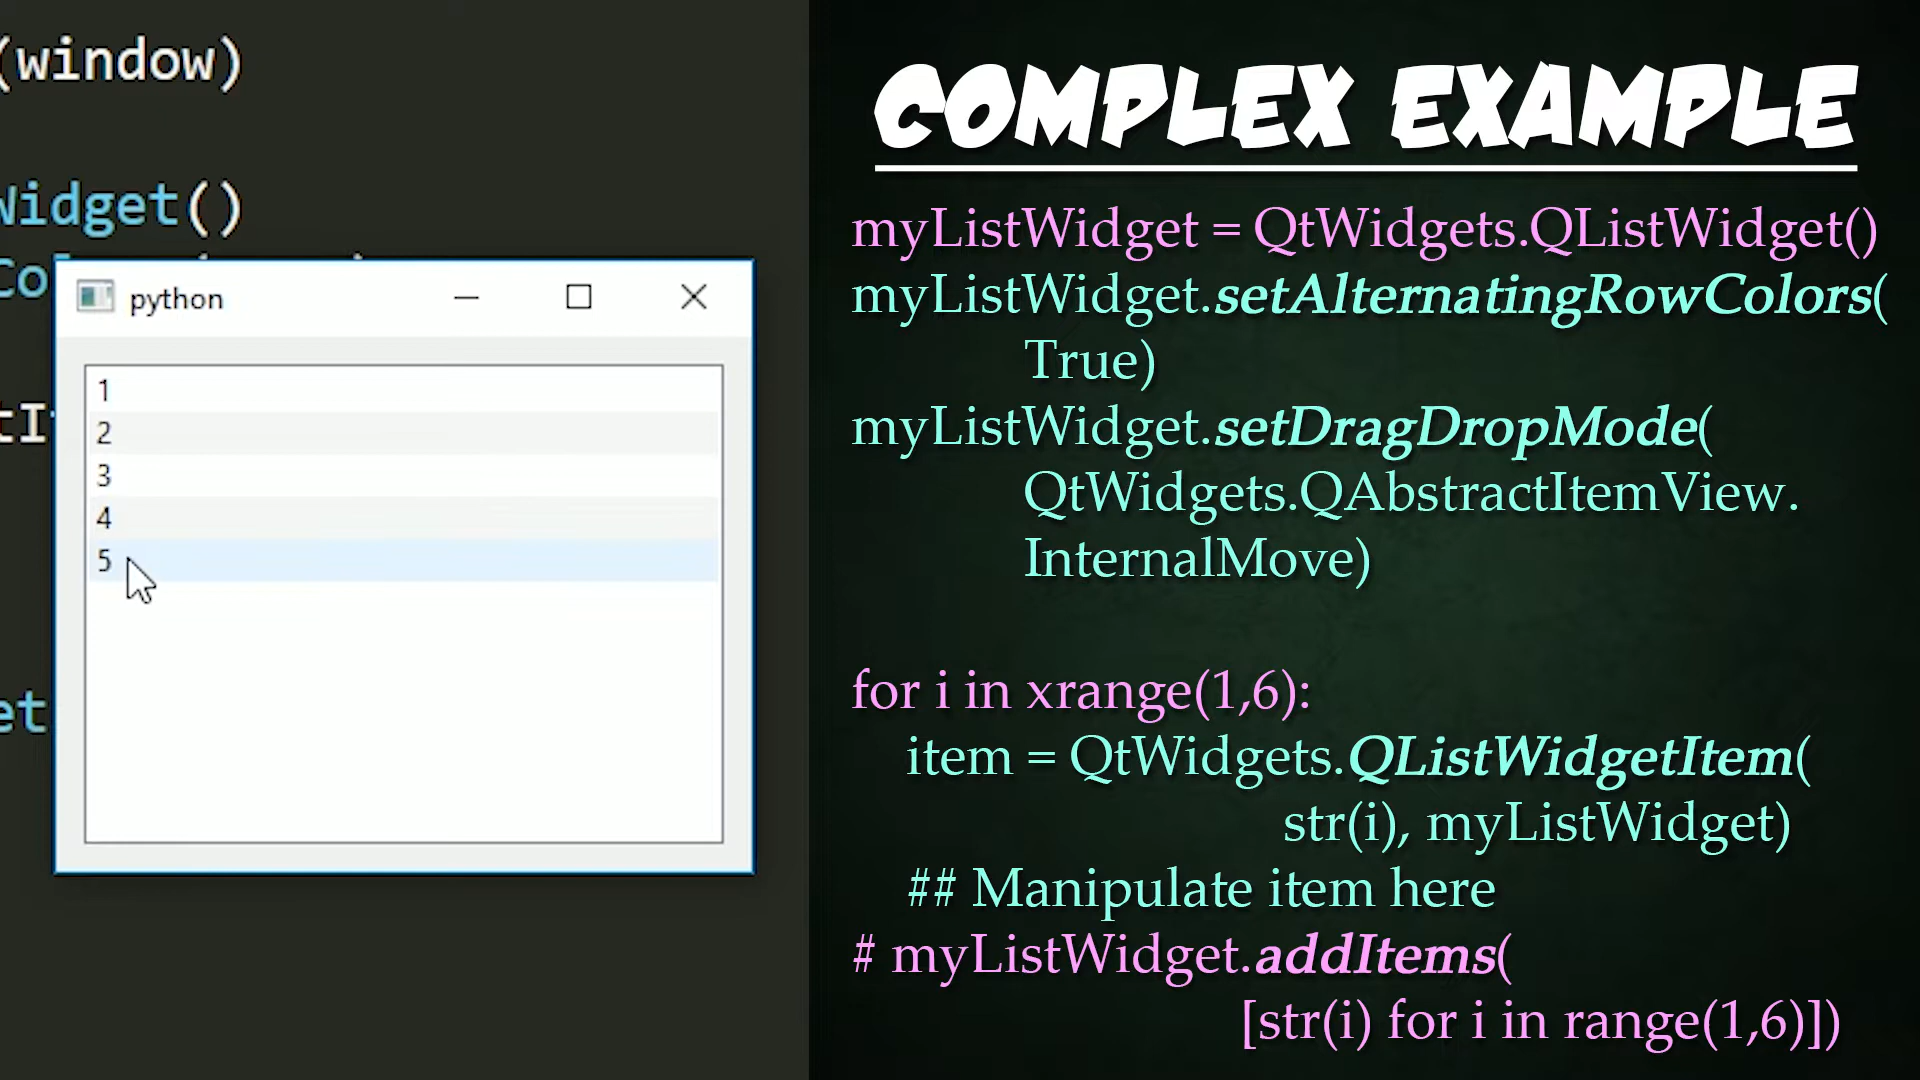 (window)
Widget()
Co
tI
et
python
1
2
3
4
5
COMPLEX EXAMPLE
myListWidget = QtWidgets.QListWidget()
myListWidget.setAlternatingRowColors(
True)
myListWidget.setDragDropMode(
QtWidgets.QAbstractItemView.
InternalMove)
for i in xrange(1,6):
item = QtWidgets.QListWidgetItem(
str(i), myListWidget)
## Manipulate item here
# myListWidget.addItems(
[str(i) for i in range(1,6)])